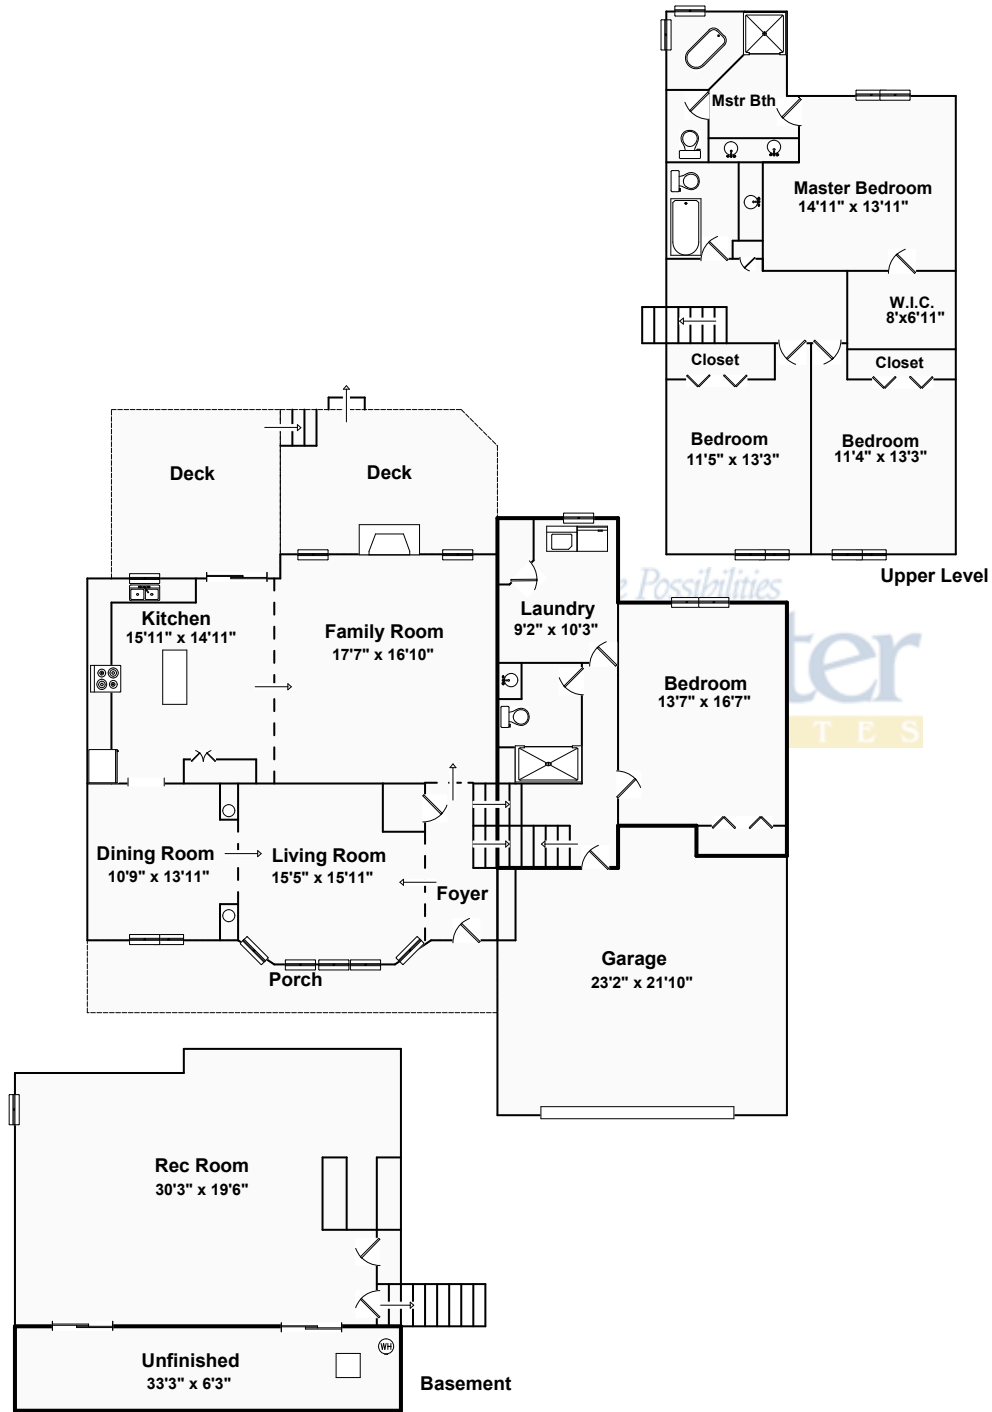 Mstr Bth
Master Bedroom
14'11" x 13'11"
W.I.C.
8'x6'11"
Closet
Closet
Bedroom
11'5" x 13'3"
Bedroom
11'4" x 13'3"
Upper Level
Deck
Deck
Possibilities
Kitchen
15'11" x 14'11"
Family Room
17'7" x 16'10"
Laundry
9'2" x 10'3"
ter
Bedroom
13'7" x 16'7"
T E S
Dining Room
10'9" x 13'11"
Living Room
15'5" x 15'11"
Foyer
Garage
23'2" x 21'10"
Porch
Rec Room
30'3" x 19'6"
WH
Unfinished
33'3" x 6'3"
Basement